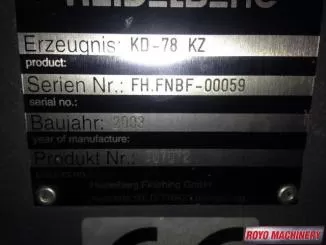 HEIDELBERG
Erzeugnis: KD-78 KZ
product:
Serien Nr.: FH.FNBF-00059
serial no.:
Baujahr: 2003
year of manufacture:
Produkt Nr.:
Heidelberg Finishing GmbH
ROYO MACHINERY